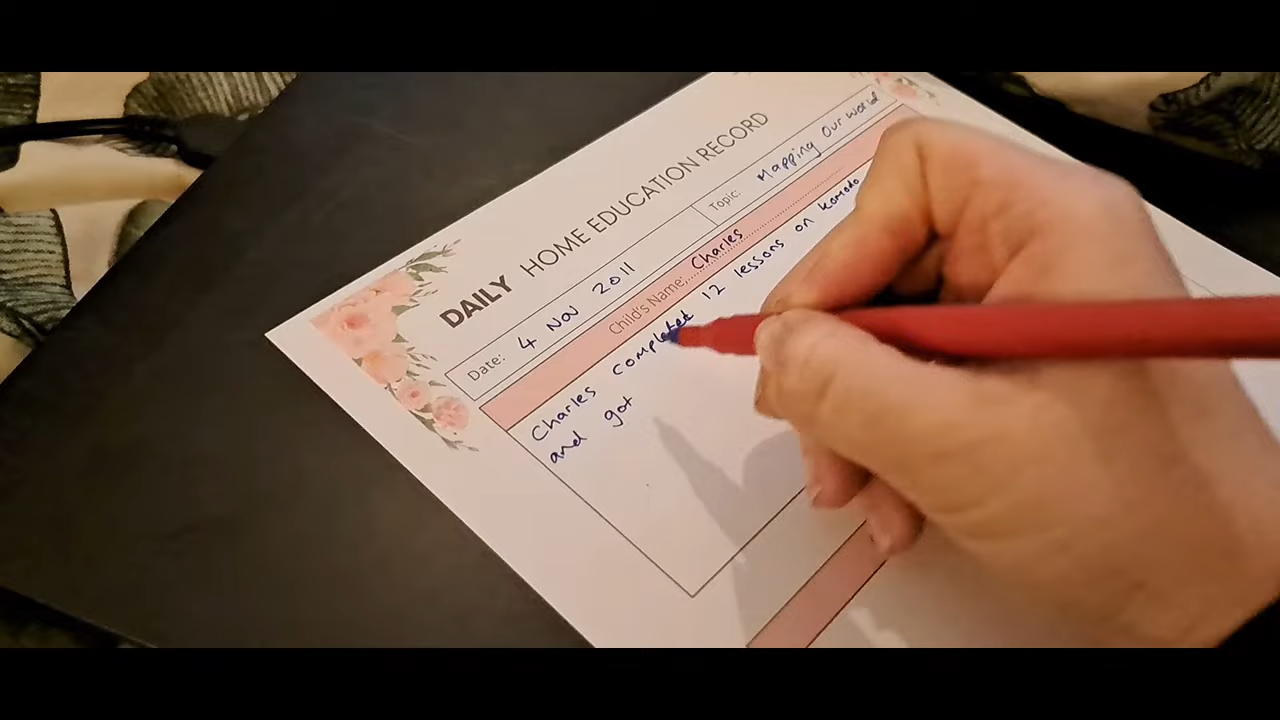 DAILY HOME EDUCATION RECORD
Date: 4 Nov 2011 Topic: Mapping Our World
Child's Name: Charles
Charles completed 12 lessons on Komodo
and got